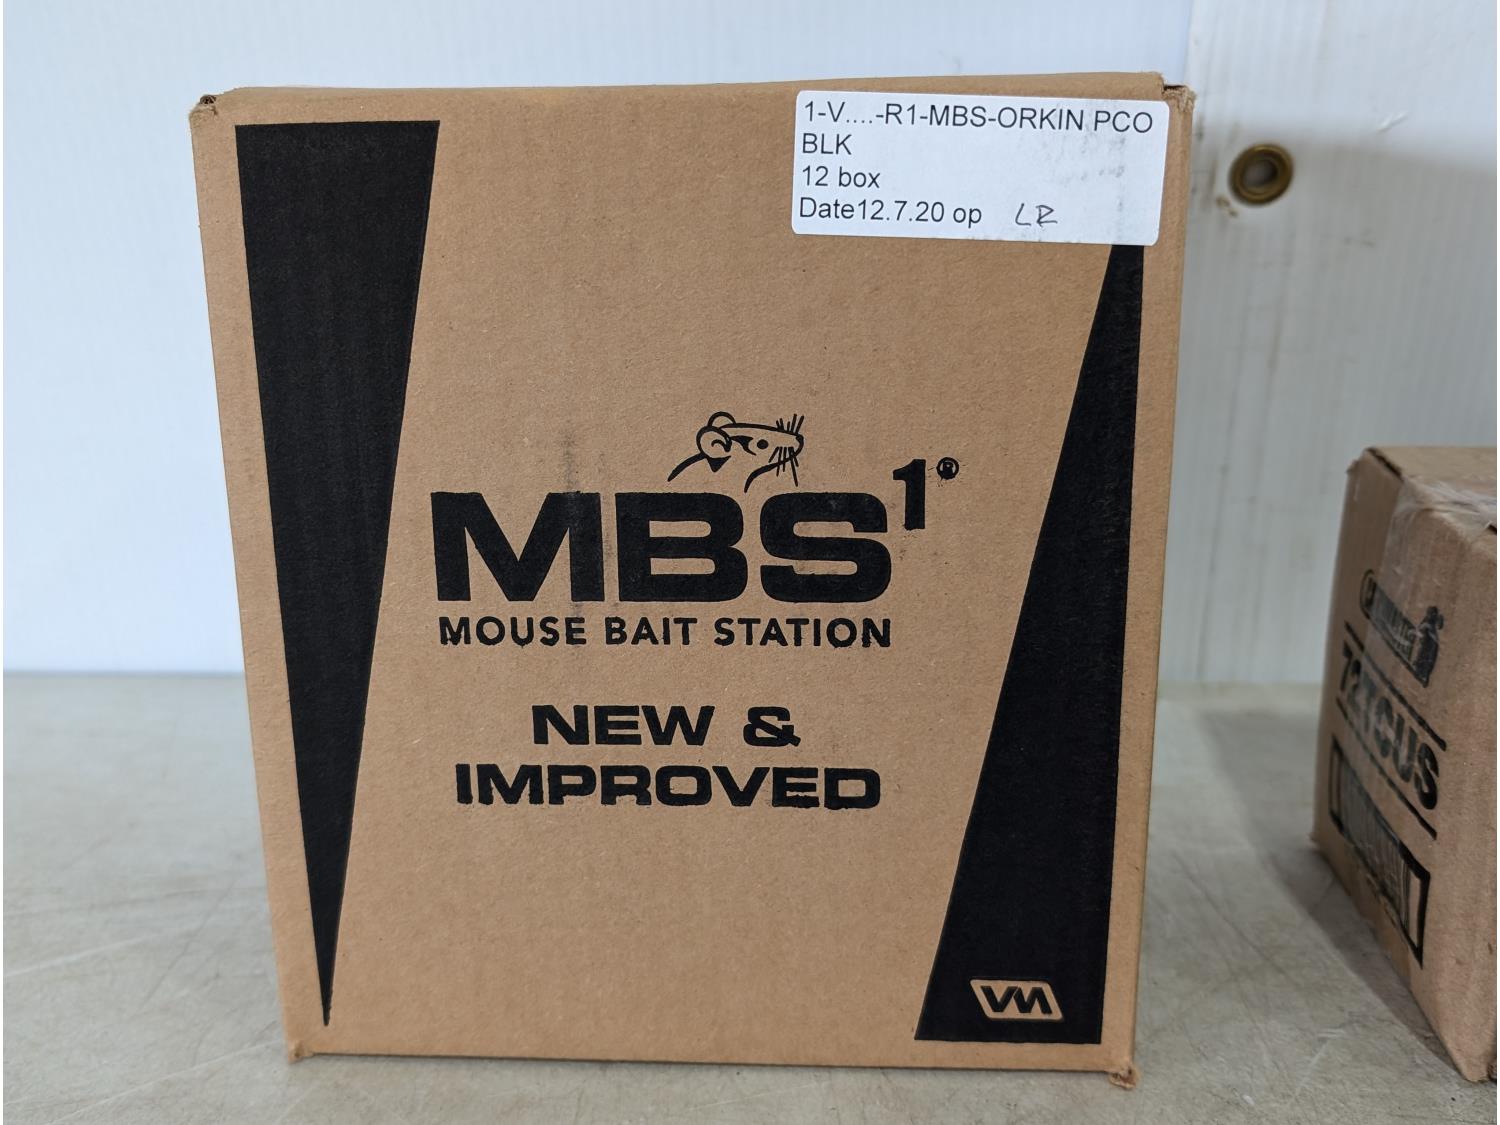 1-V....-R1-MBS-ORKIN PCO
BLK
12 box
Date12.7.20 op LR
MBS1®
MOUSE BAIT STATION
NEW &
IMPROVED
VM